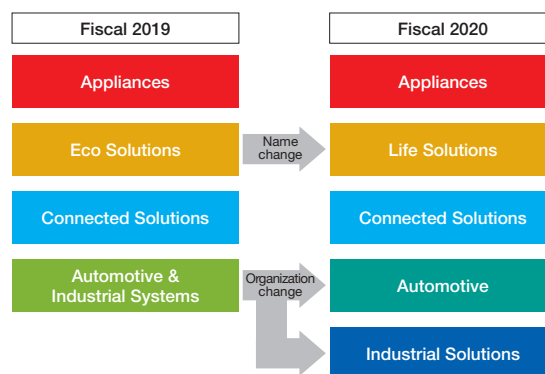 Fiscal 2019
Fiscal 2020
Appliances
Appliances
Eco Solutions
Name
change
Life Solutions
Connected Solutions
Connected Solutions
Automotive &
Industrial Systems
Organization
change
Automotive
Industrial Solutions